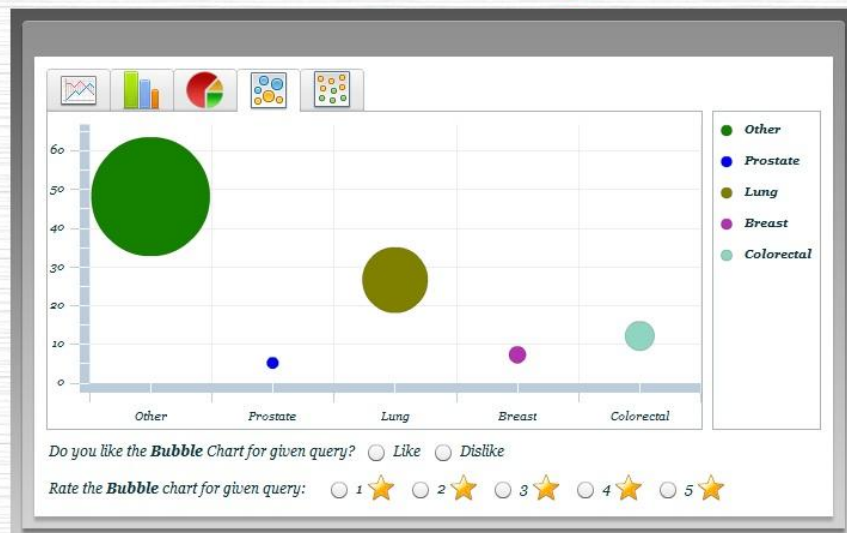 Other
Prostate
Lung
Breast
Colorectal
60
50
40
30
20
10
0
Other Prostate Lung Breast Colorectal
Do you like the Bubble Chart for given query? Like Dislike
Rate the Bubble chart for given query: 1 2 3 4 5